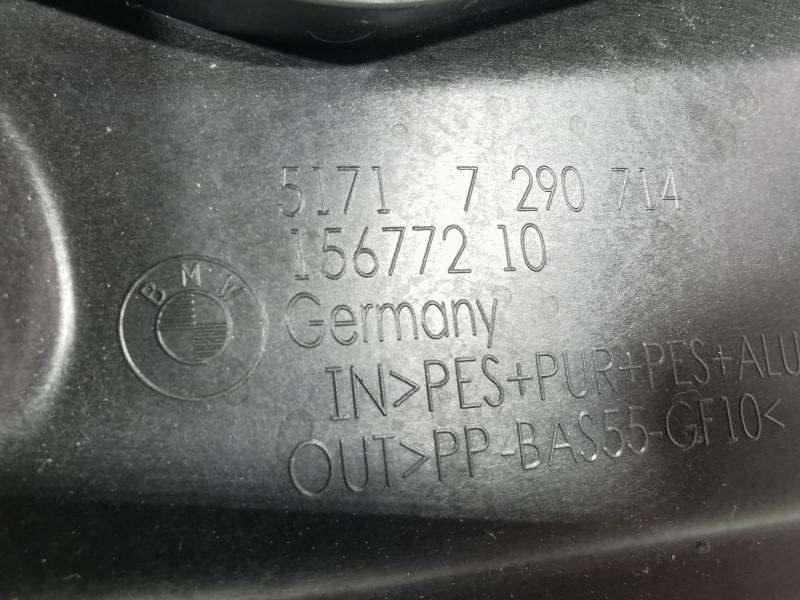 5171 7 290 714
156772 10
BMW
Germany
IN>PES+PUR+PES+ALU
OUT>PP-BAS55-GF10<